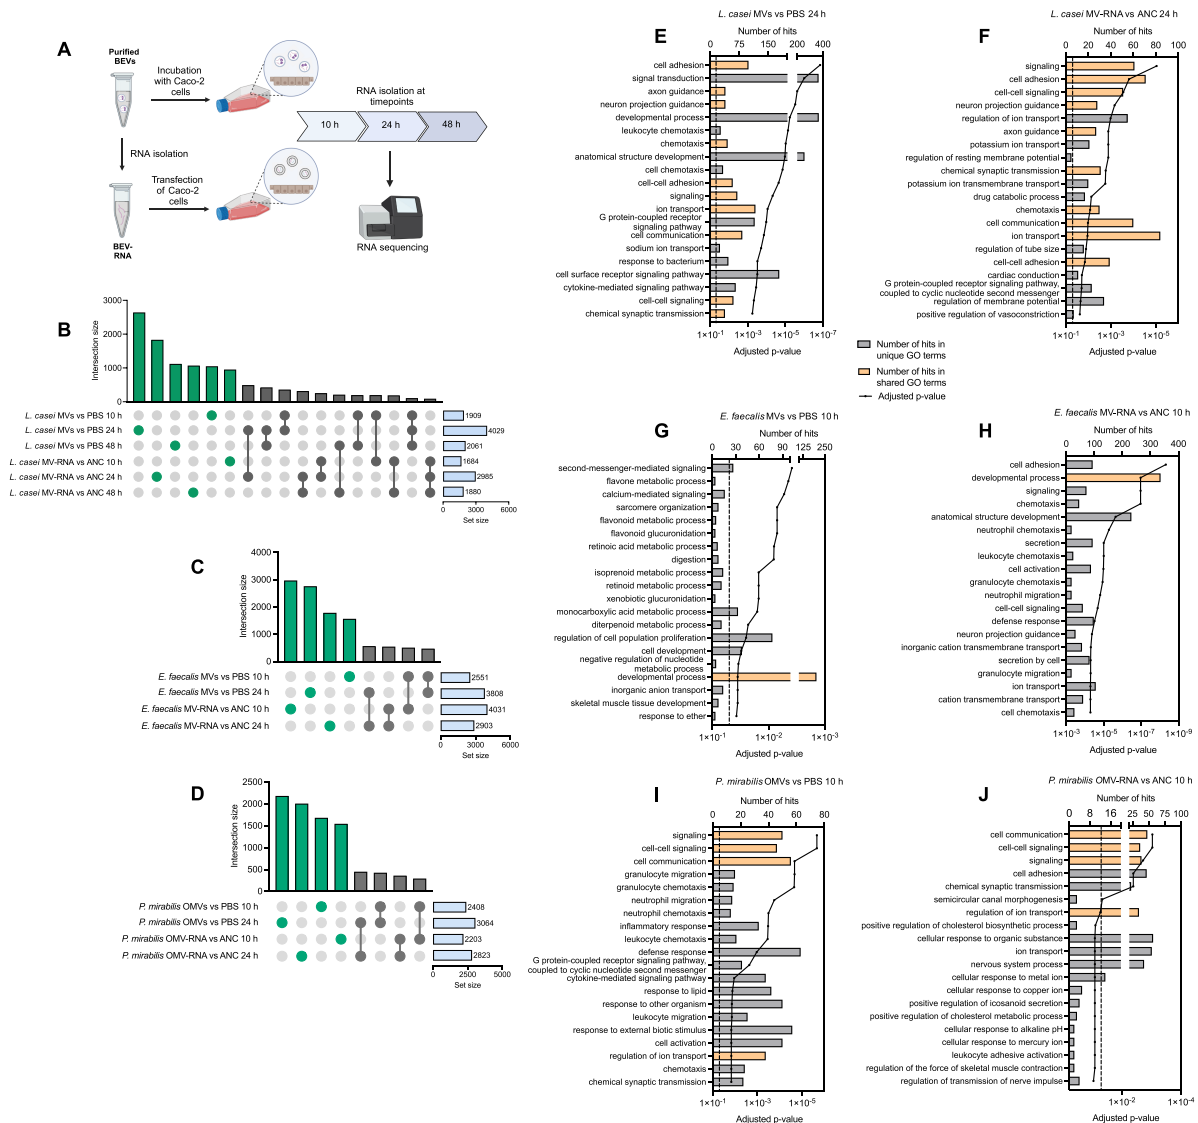 A
Purified
BEVs
Incubation
with Caco-2
cells
RNA isolation
Transfection
of Caco-2
cells
BEV-
RNA
RNA isolation at
timepoints
10 h
24 h
48 h
RNA sequencing
B
Intersection size
3000
2000
1000
0
L. casei MVs vs PBS 10 h
L. casei MVs vs PBS 24 h
L. casei MVs vs PBS 48 h
L. casei MV-RNA vs ANC 10 h
L. casei MV-RNA vs ANC 24 h
L. casei MV-RNA vs ANC 48 h
1909
4029
2061
1684
2985
1880
0 3000 6000
Set size
C
Intersection size
4000
3000
2000
1000
0
E. faecalis MVs vs PBS 10 h
E. faecalis MVs vs PBS 24 h
E. faecalis MV-RNA vs ANC 10 h
E. faecalis MV-RNA vs ANC 24 h
2551
3808
4031
2903
0 3000 6000
Set size
D
Intersection size
2500
2000
1500
1000
500
0
P. mirabilis OMVs vs PBS 10 h
P. mirabilis OMVs vs PBS 24 h
P. mirabilis OMV-RNA vs ANC 10 h
P. mirabilis OMV-RNA vs ANC 24 h
2408
3064
2203
2823
0 2500 5000
Set size
L. casei MVs vs PBS 24 h
E
Number of hits
0 75 150 200 400
cell adhesion
signal transduction
axon guidance
neuron projection guidance
developmental process
leukocyte chemotaxis
chemotaxis
anatomical structure development
cell chemotaxis
cell-cell adhesion
signaling
ion transport
G protein-coupled receptor
signaling pathway
cell communication
sodium ion transport
response to bacterium
cell surface receptor signaling pathway
cytokine-mediated signaling pathway
cell-cell signaling
chemical synaptic transmission
1×10⁻¹ 1×10⁻³ 1×10⁻⁵ 1×10⁻⁷
Adjusted p-value
L. casei MV-RNA vs ANC 24 h
F
Number of hits
0 20 40 60 80 100
signaling
cell adhesion
cell-cell signaling
neuron projection guidance
regulation of ion transport
axon guidance
potassium ion transport
regulation of resting membrane potential
chemical synaptic transmission
potassium ion transmembrane transport
drug catabolic process
chemotaxis
cell communication
ion transport
regulation of tube size
cell-cell adhesion
cardiac conduction
G protein-coupled receptor signaling pathway,
coupled to cyclic nucleotide second messenger
regulation of membrane potential
positive regulation of vasoconstriction
1×10⁻¹ 1×10⁻³ 1×10⁻⁵
Adjusted p-value
Number of hits in
unique GO terms
Number of hits in
shared GO terms
Adjusted p-value
E. faecalis MVs vs PBS 10 h
G
Number of hits
0 30 60 90 125 250
second-messenger-mediated signaling
flavone metabolic process
calcium-mediated signaling
sarcomere organization
flavonoid metabolic process
flavonoid glucuronidation
retinoic acid metabolic process
digestion
isoprenoid metabolic process
retinoid metabolic process
xenobiotic glucuronidation
monocarboxylic acid metabolic process
diterpenoid metabolic process
regulation of cell population proliferation
cell development
negative regulation of nucleotide
metabolic process
developmental process
inorganic anion transport
skeletal muscle tissue development
response to ether
1×10⁻¹ 1×10⁻² 1×10⁻³
Adjusted p-value
E. faecalis MV-RNA vs ANC 10 h
H
Number of hits
0 100 200 300 400
cell adhesion
developmental process
signaling
chemotaxis
anatomical structure development
neutrophil chemotaxis
secretion
leukocyte chemotaxis
cell activation
granulocyte chemotaxis
neutrophil migration
cell-cell signaling
defense response
neuron projection guidance
inorganic cation transmembrane transport
secretion by cell
granulocyte migration
ion transport
cation transmembrane transport
cell chemotaxis
1×10⁻³ 1×10⁻⁵ 1×10⁻⁷ 1×10⁻⁹
Adjusted p-value
P. mirabilis OMVs vs PBS 10 h
I
Number of hits
0 20 40 60 80
signaling
cell-cell signaling
cell communication
granulocyte migration
granulocyte chemotaxis
neutrophil migration
neutrophil chemotaxis
inflammatory response
leukocyte chemotaxis
defense response
G protein-coupled receptor signaling pathway,
coupled to cyclic nucleotide second messenger
cytokine-mediated signaling pathway
response to lipid
response to other organism
leukocyte migration
response to external biotic stimulus
cell activation
regulation of ion transport
chemotaxis
chemical synaptic transmission
1×10⁻¹ 1×10⁻³ 1×10⁻⁵
Adjusted p-value
P. mirabilis OMV-RNA vs ANC 10 h
J
Number of hits
0 8 16 25 50 75 100
cell communication
cell-cell signaling
signaling
cell adhesion
chemical synaptic transmission
semicircular canal morphogenesis
regulation of ion transport
positive regulation of cholesterol biosynthetic process
cellular response to organic substance
ion transport
nervous system process
cellular response to metal ion
cellular response to copper ion
positive regulation of icosanoid secretion
positive regulation of cholesterol metabolic process
cellular response to alkaline pH
cellular response to mercury ion
leukocyte adhesive activation
regulation of the force of skeletal muscle contraction
regulation of transmission of nerve impulse
1×10⁻² 1×10⁻⁴
Adjusted p-value